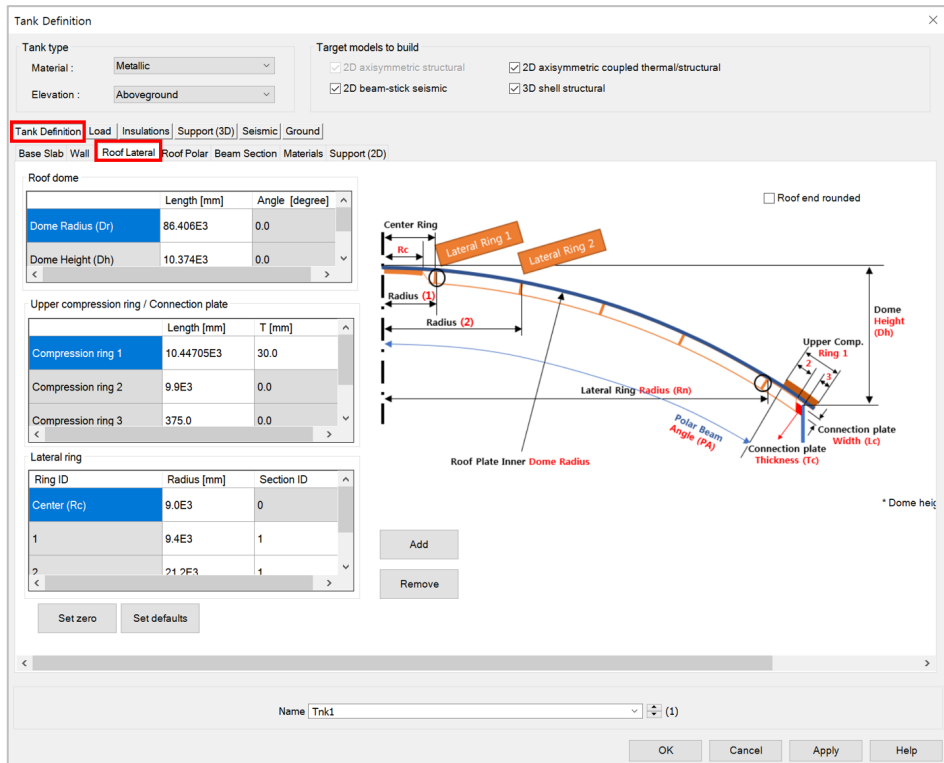 Tank Definition
Tank type
Target models to build
Material :
Metallic
2D axisymmetric structural
2D axisymmetric coupled thermal/structural
Elevation :
Aboveground
2D beam-stick seismic
3D shell structural
Tank Definition Load Insulations Support (3D) Seismic Ground
Base Slab Wall Roof Lateral Roof Polar Beam Section Materials Support (2D)
Roof dome
Length [mm] Angle [degree]
Dome Radius (Dr) 86.406E3 0.0
Dome Height (Dh) 10.374E3 0.0
Upper compression ring / Connection plate
Length [mm] T [mm]
Compression ring 1 10.44705E3 30.0
Compression ring 2 9.9E3 0.0
Compression ring 3 375.0 0.0
Lateral ring
Ring ID Radius [mm] Section ID
Center (Rc) 9.0E3 0
1 9.4E3 1
2 21.2E3 1
Set zero Set defaults
Roof end rounded
Center Ring
Rc
Lateral Ring 1
Lateral Ring 2
Radius (1)
Radius (2)
Dome
Height
(Dh)
Upper Comp.
Ring 1
2
3
Lateral Ring Radius (Rn)
Polar Beam
Angle (PA)
Connection plate
Width (Lc)
Connection plate
Thickness (Tc)
Roof Plate Inner Dome Radius
* Dome heig
Add
Remove
Name Tnk1 (1)
OK Cancel Apply Help